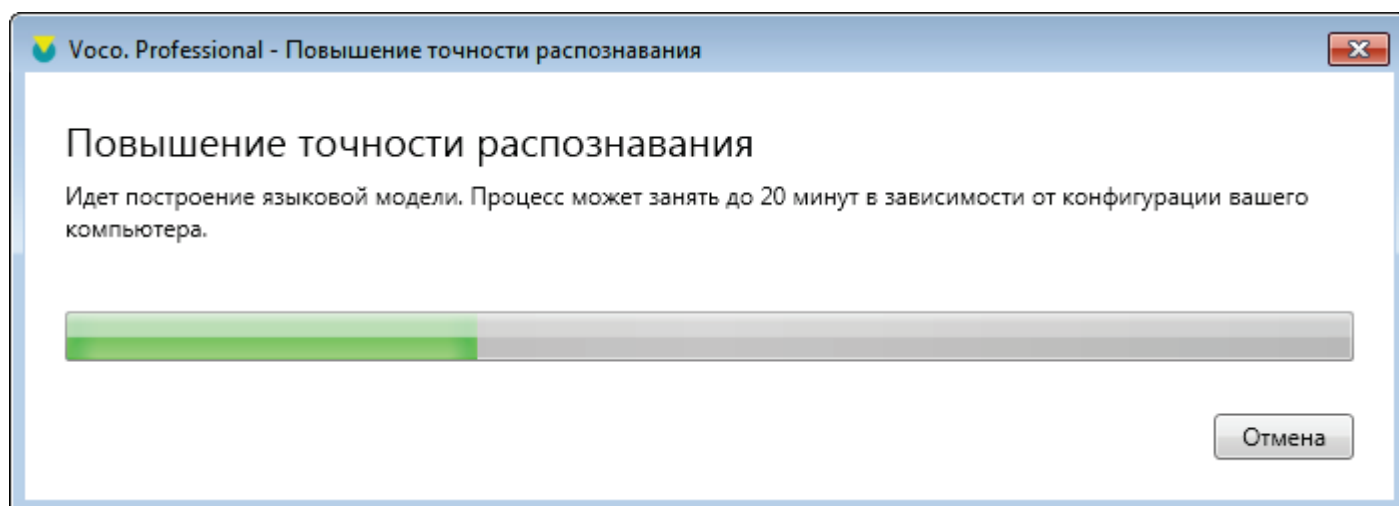 Voco. Professional - Повышение точности распознавания
Повышение точности распознавания
Идет построение языковой модели. Процесс может занять до 20 минут в зависимости от конфигурации вашего
компьютера.
Отмена